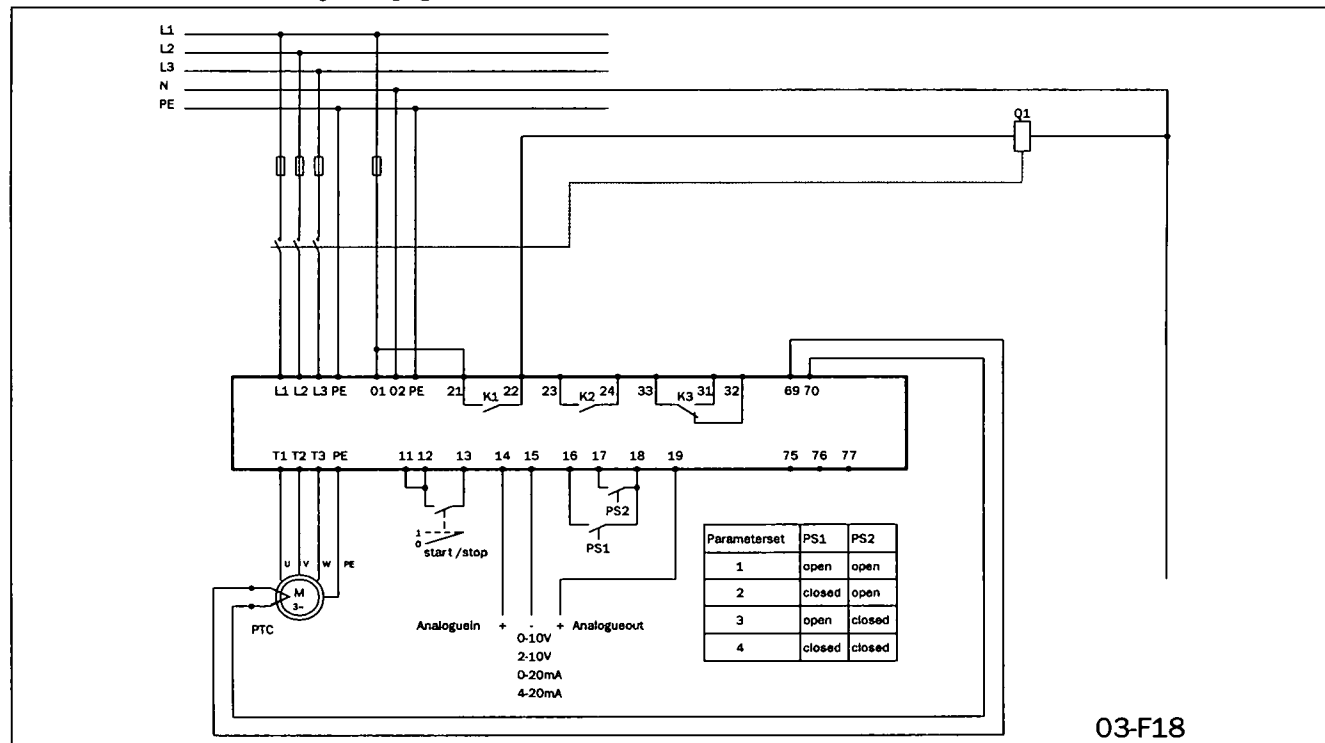 L1
L2
L3
N
PE
Q1
L1 L2 L3 PE 01 02 PE 21 K1 22 23 K2 24 33 K3 31 32 69 70
T1 T2 T3 PE 11 12 13 14 15 16 17 18 19 75 76 77
PS2
PS1
1
0
start/stop
U V W PE
M
3~
PTC
Analoguein + - + Analogueout
0-10V
2-10V
0-20mA
4-20mA
Parameterset PS1 PS2
1 open open
2 closed open
3 open closed
4 closed closed
03-F18